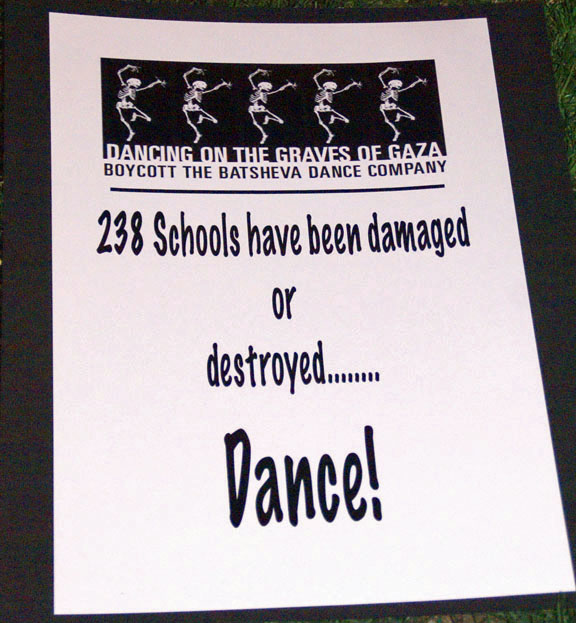 DANCING ON THE GRAVES OF GAZA
BOYCOTT THE BATSHEVA DANCE COMPANY
238 Schools have been damaged
or
destroyed........
Dance!